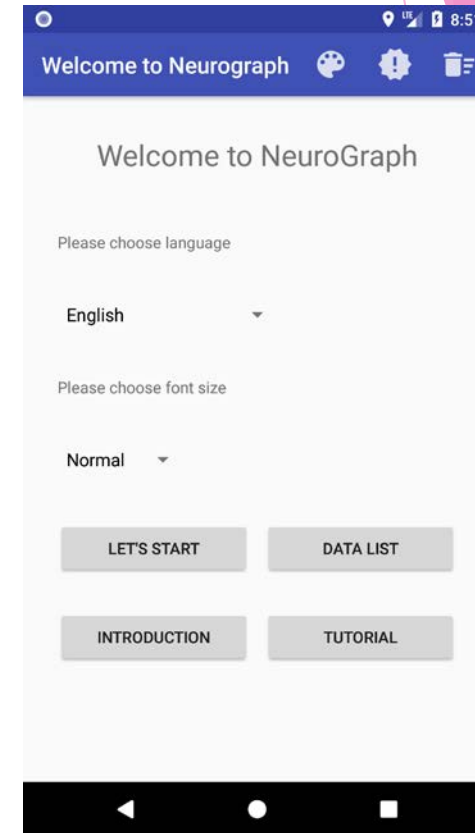 LTE 8:5
Welcome to Neurograph
Welcome to NeuroGraph
Please choose language
English
Please choose font size
Normal
LET'S START DATA LIST
INTRODUCTION TUTORIAL